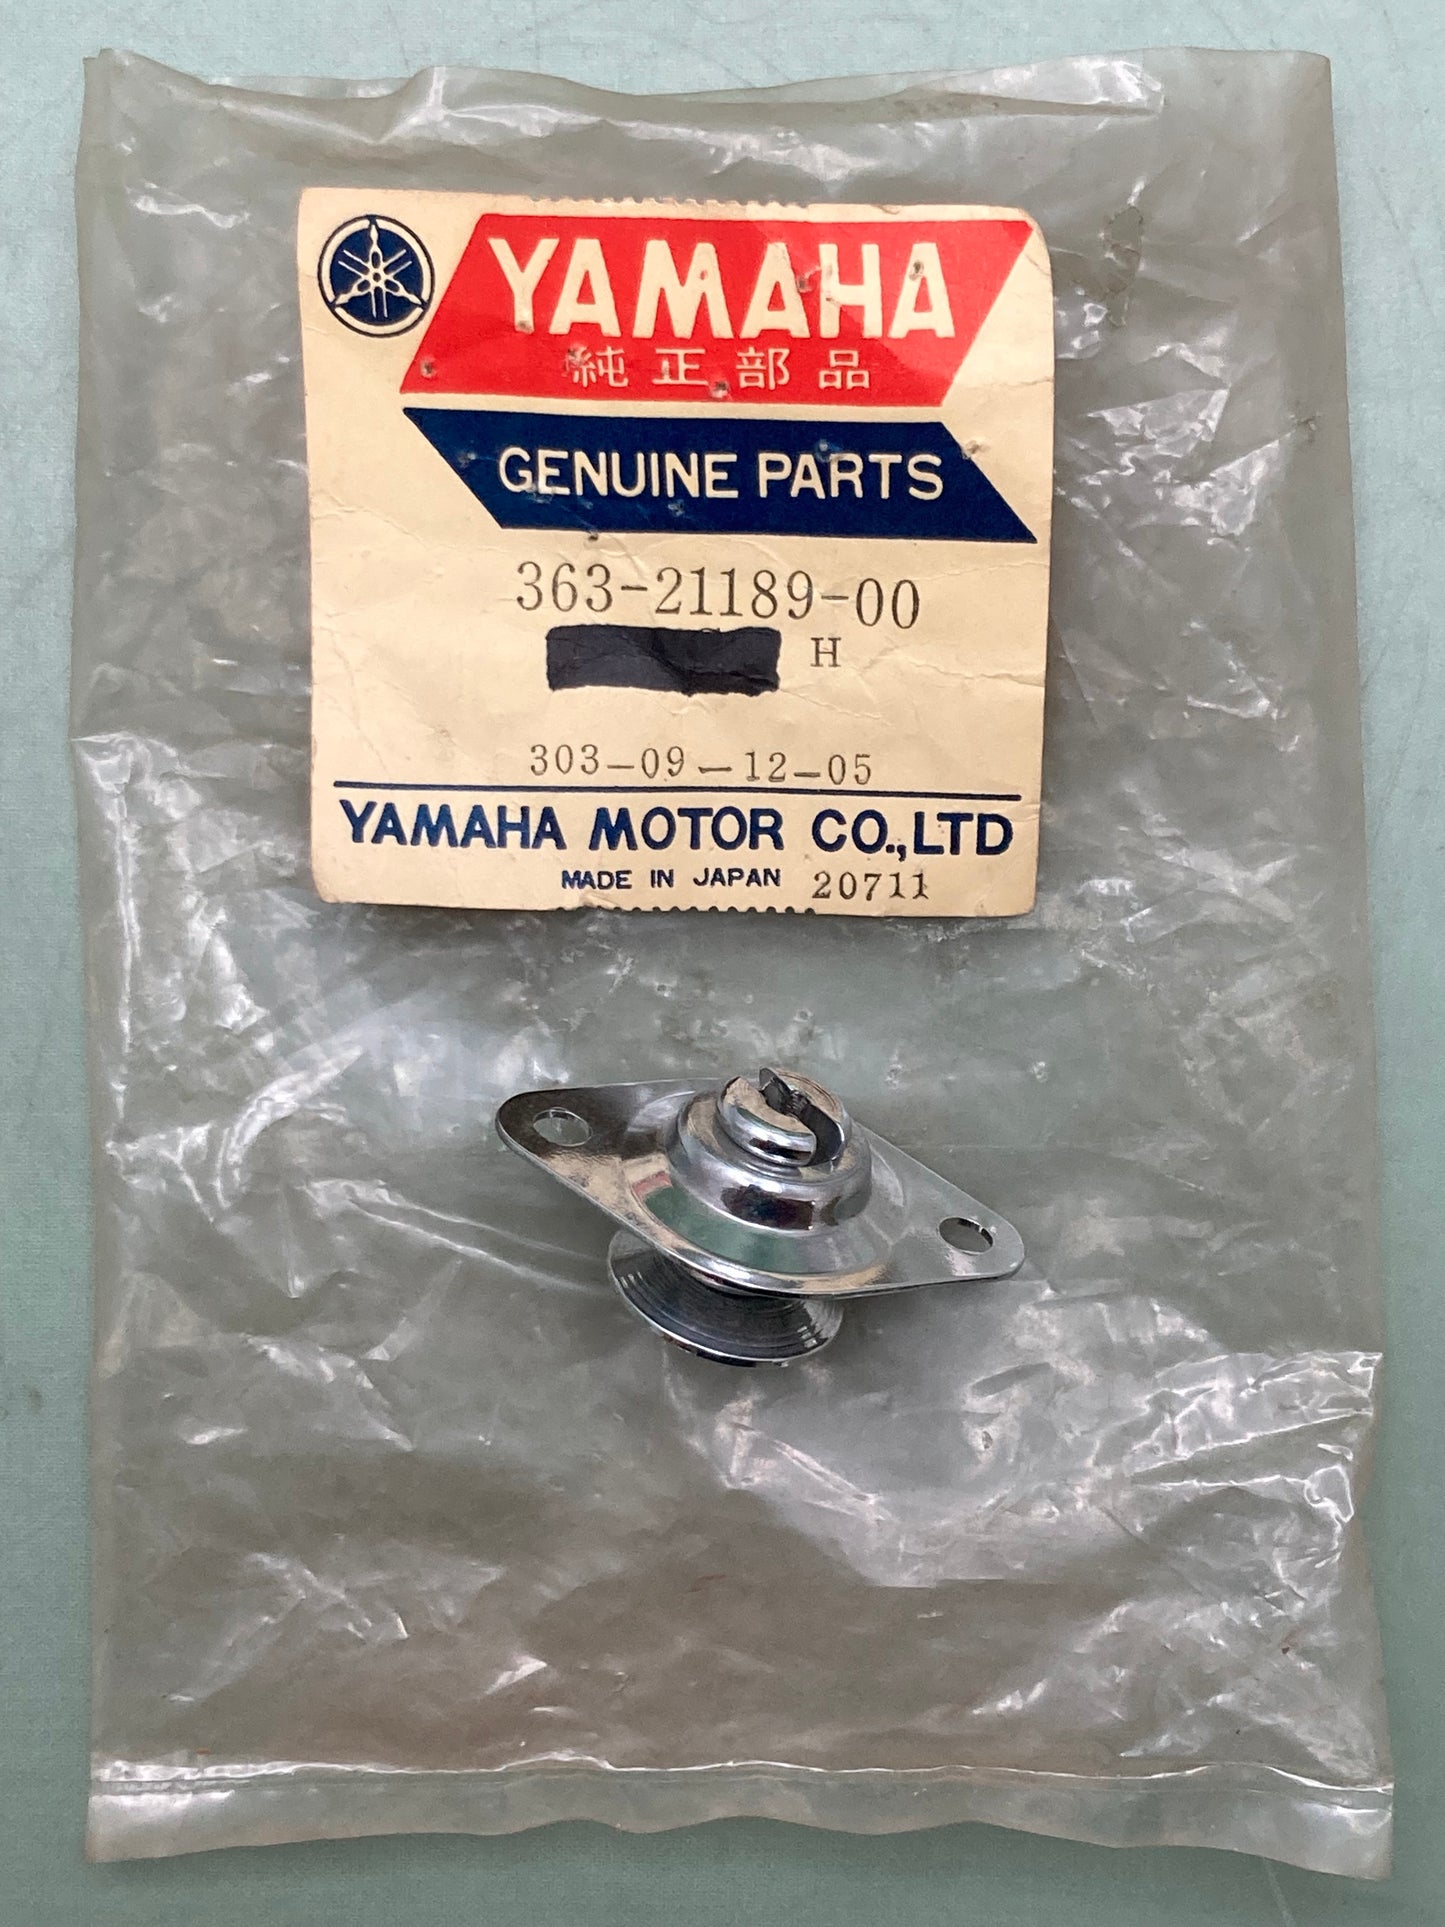 YAMAHA
純正部品
GENUINE PARTS
363-21189-00
H
303-09-12-05
YAMAHA MOTOR CO.,LTD
MADE IN JAPAN 20711